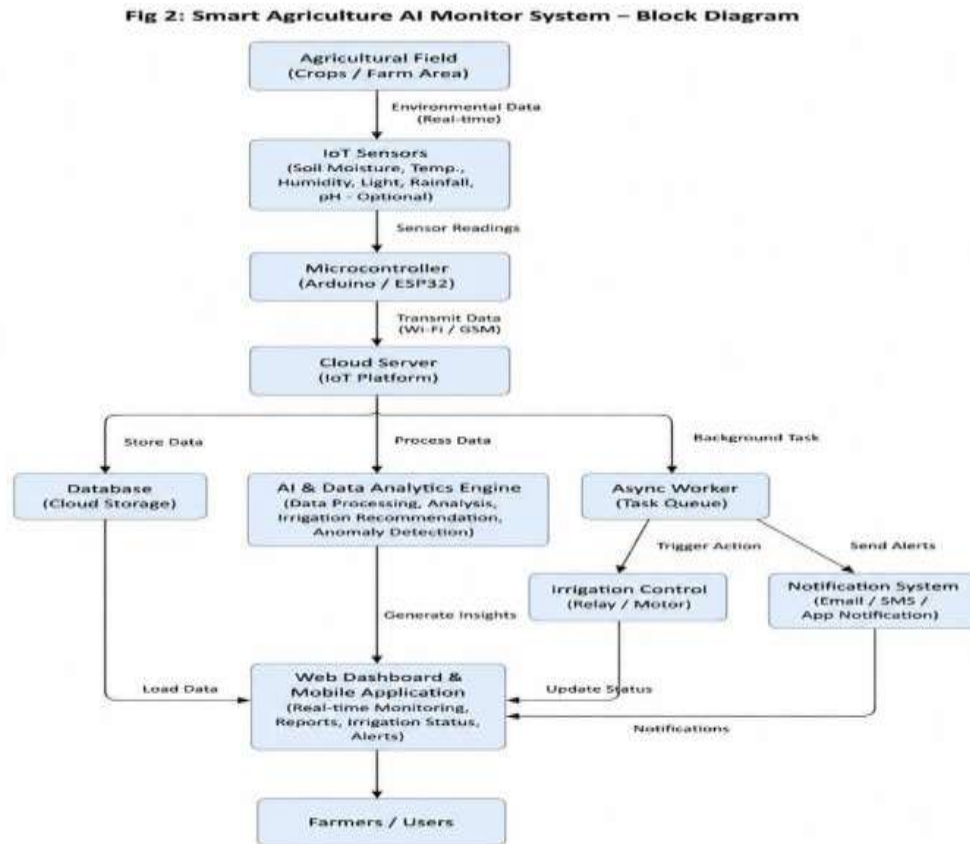 Fig 2: Smart Agriculture AI Monitor System – Block Diagram
Agricultural Field
(Crops / Farm Area)
Environmental Data
(Real-time)
IoT Sensors
(Soil Moisture, Temp.,
Humidity, Light, Rainfall,
pH - Optional)
Sensor Readings
Microcontroller
(Arduino / ESP32)
Transmit Data
(Wi-Fi / GSM)
Cloud Server
(IoT Platform)
Store Data
Process Data
Background Task
Database
(Cloud Storage)
AI & Data Analytics Engine
(Data Processing, Analysis,
Irrigation Recommendation,
Anomaly Detection)
Async Worker
(Task Queue)
Trigger Action
Send Alerts
Irrigation Control
(Relay / Motor)
Notification System
(Email / SMS /
App Notification)
Generate Insights
Web Dashboard &
Mobile Application
(Real-time Monitoring,
Reports, Irrigation Status,
Alerts)
Load Data
Update Status
Notifications
Farmers / Users